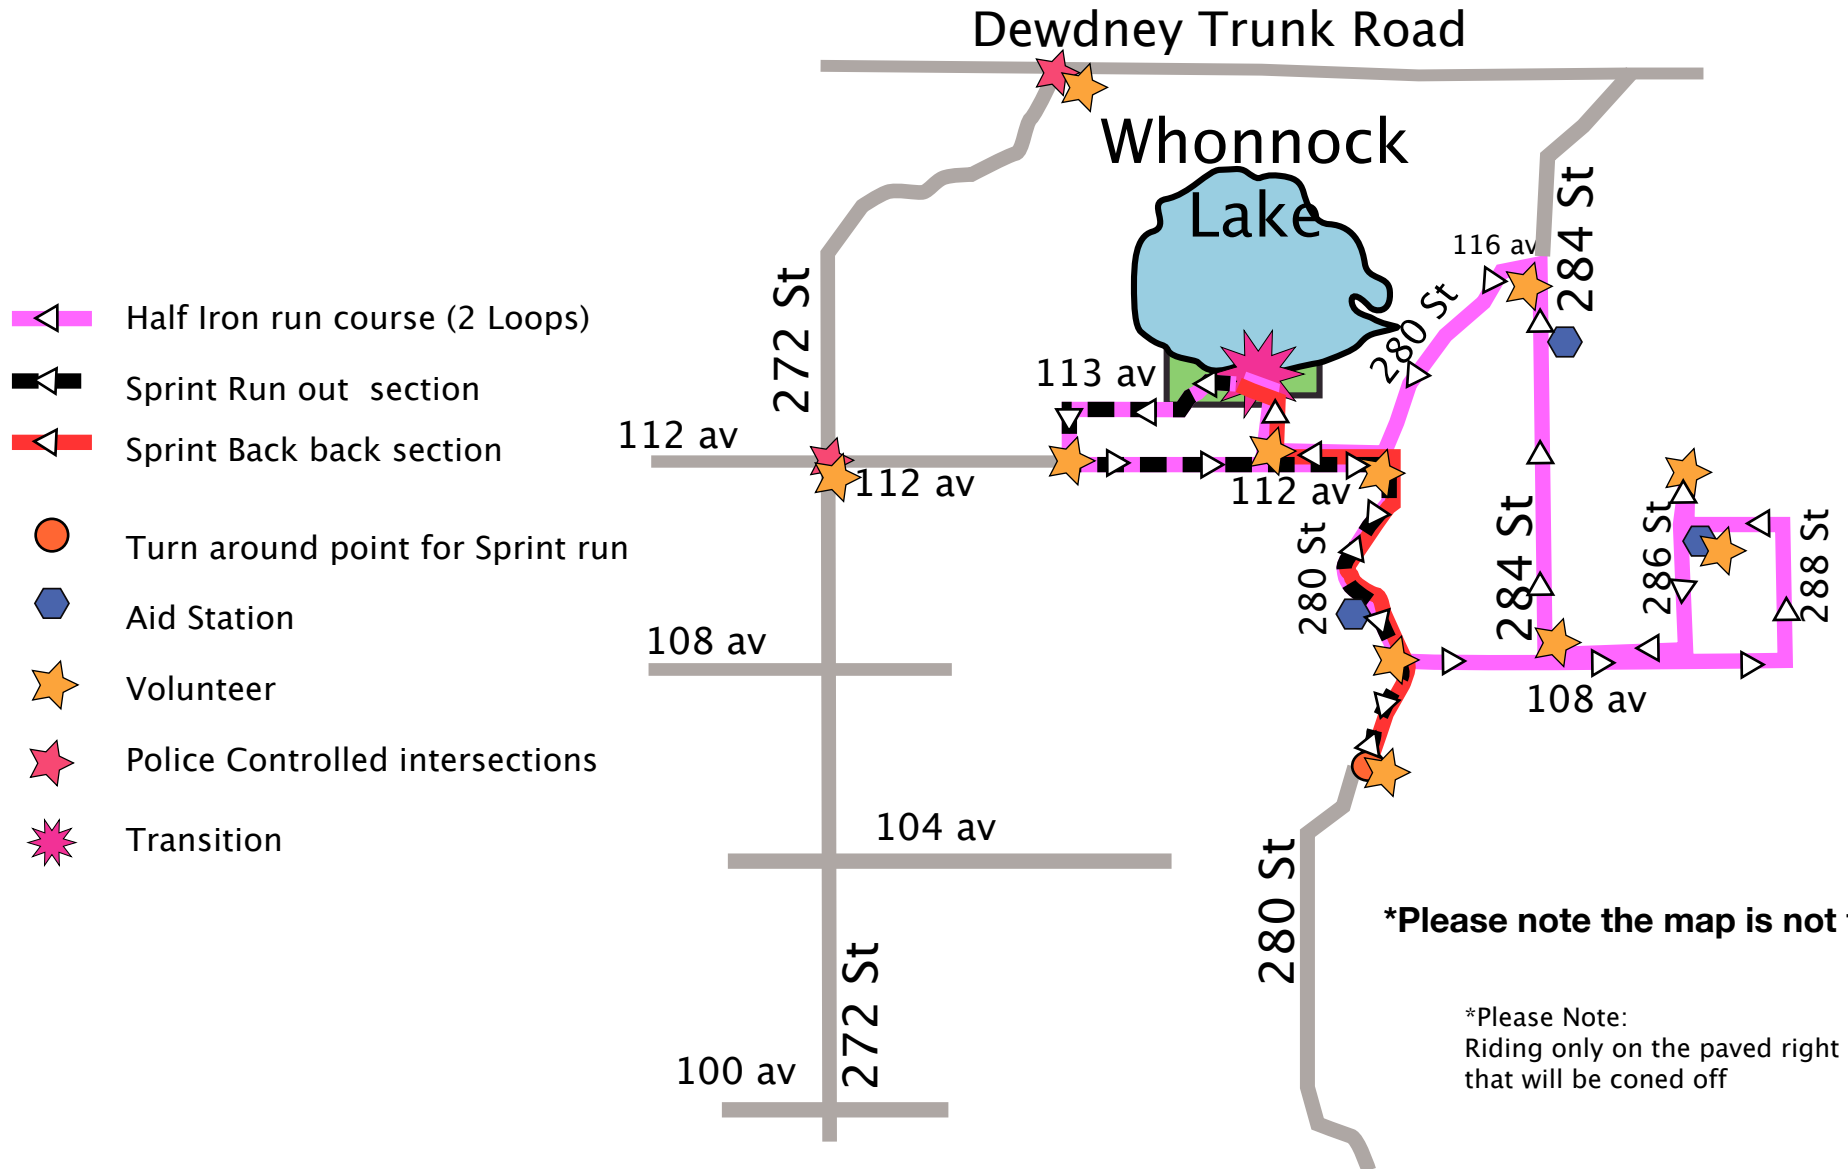 Dewdney Trunk Road
Whonnock
Lake
116 av
284 St
280 St
272 St
Half Iron run course (2 Loops)
Sprint Run out section
Sprint Back back section
113 av
112 av
112 av
112 av
Turn around point for Sprint run
Aid Station
Volunteer
Police Controlled intersections
Transition
280 St
284 St
286 St
288 St
108 av
108 av
104 av
280 St
272 St
100 av
*Please note the map is not
*Please Note:
Riding only on the paved right
that will be coned off